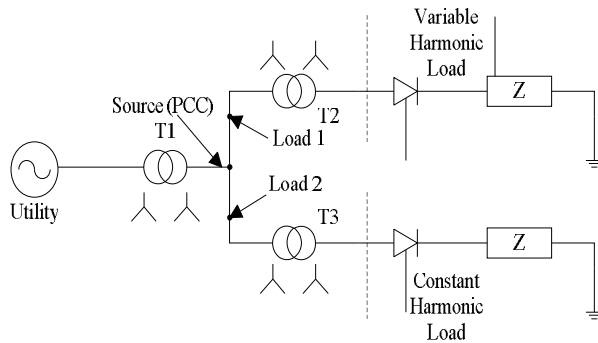 Variable
Harmonic
Load
Z
Source (PCC)
T1
T2
Load 1
Load 2
Utility
T3
Z
Constant
Harmonic
Load